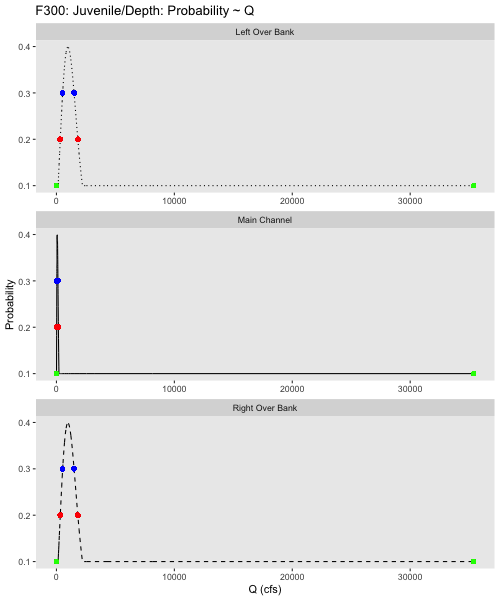 F300: Juvenile/Depth: Probability ~ Q
Left Over Bank
0.4
0.3
0.2
0.1
0 10000 20000 30000
Main Channel
0.4
0.3
0.2
0.1
0 10000 20000 30000
Probability
Right Over Bank
0.4
0.3
0.2
0.1
0 10000 20000 30000
Q (cfs)